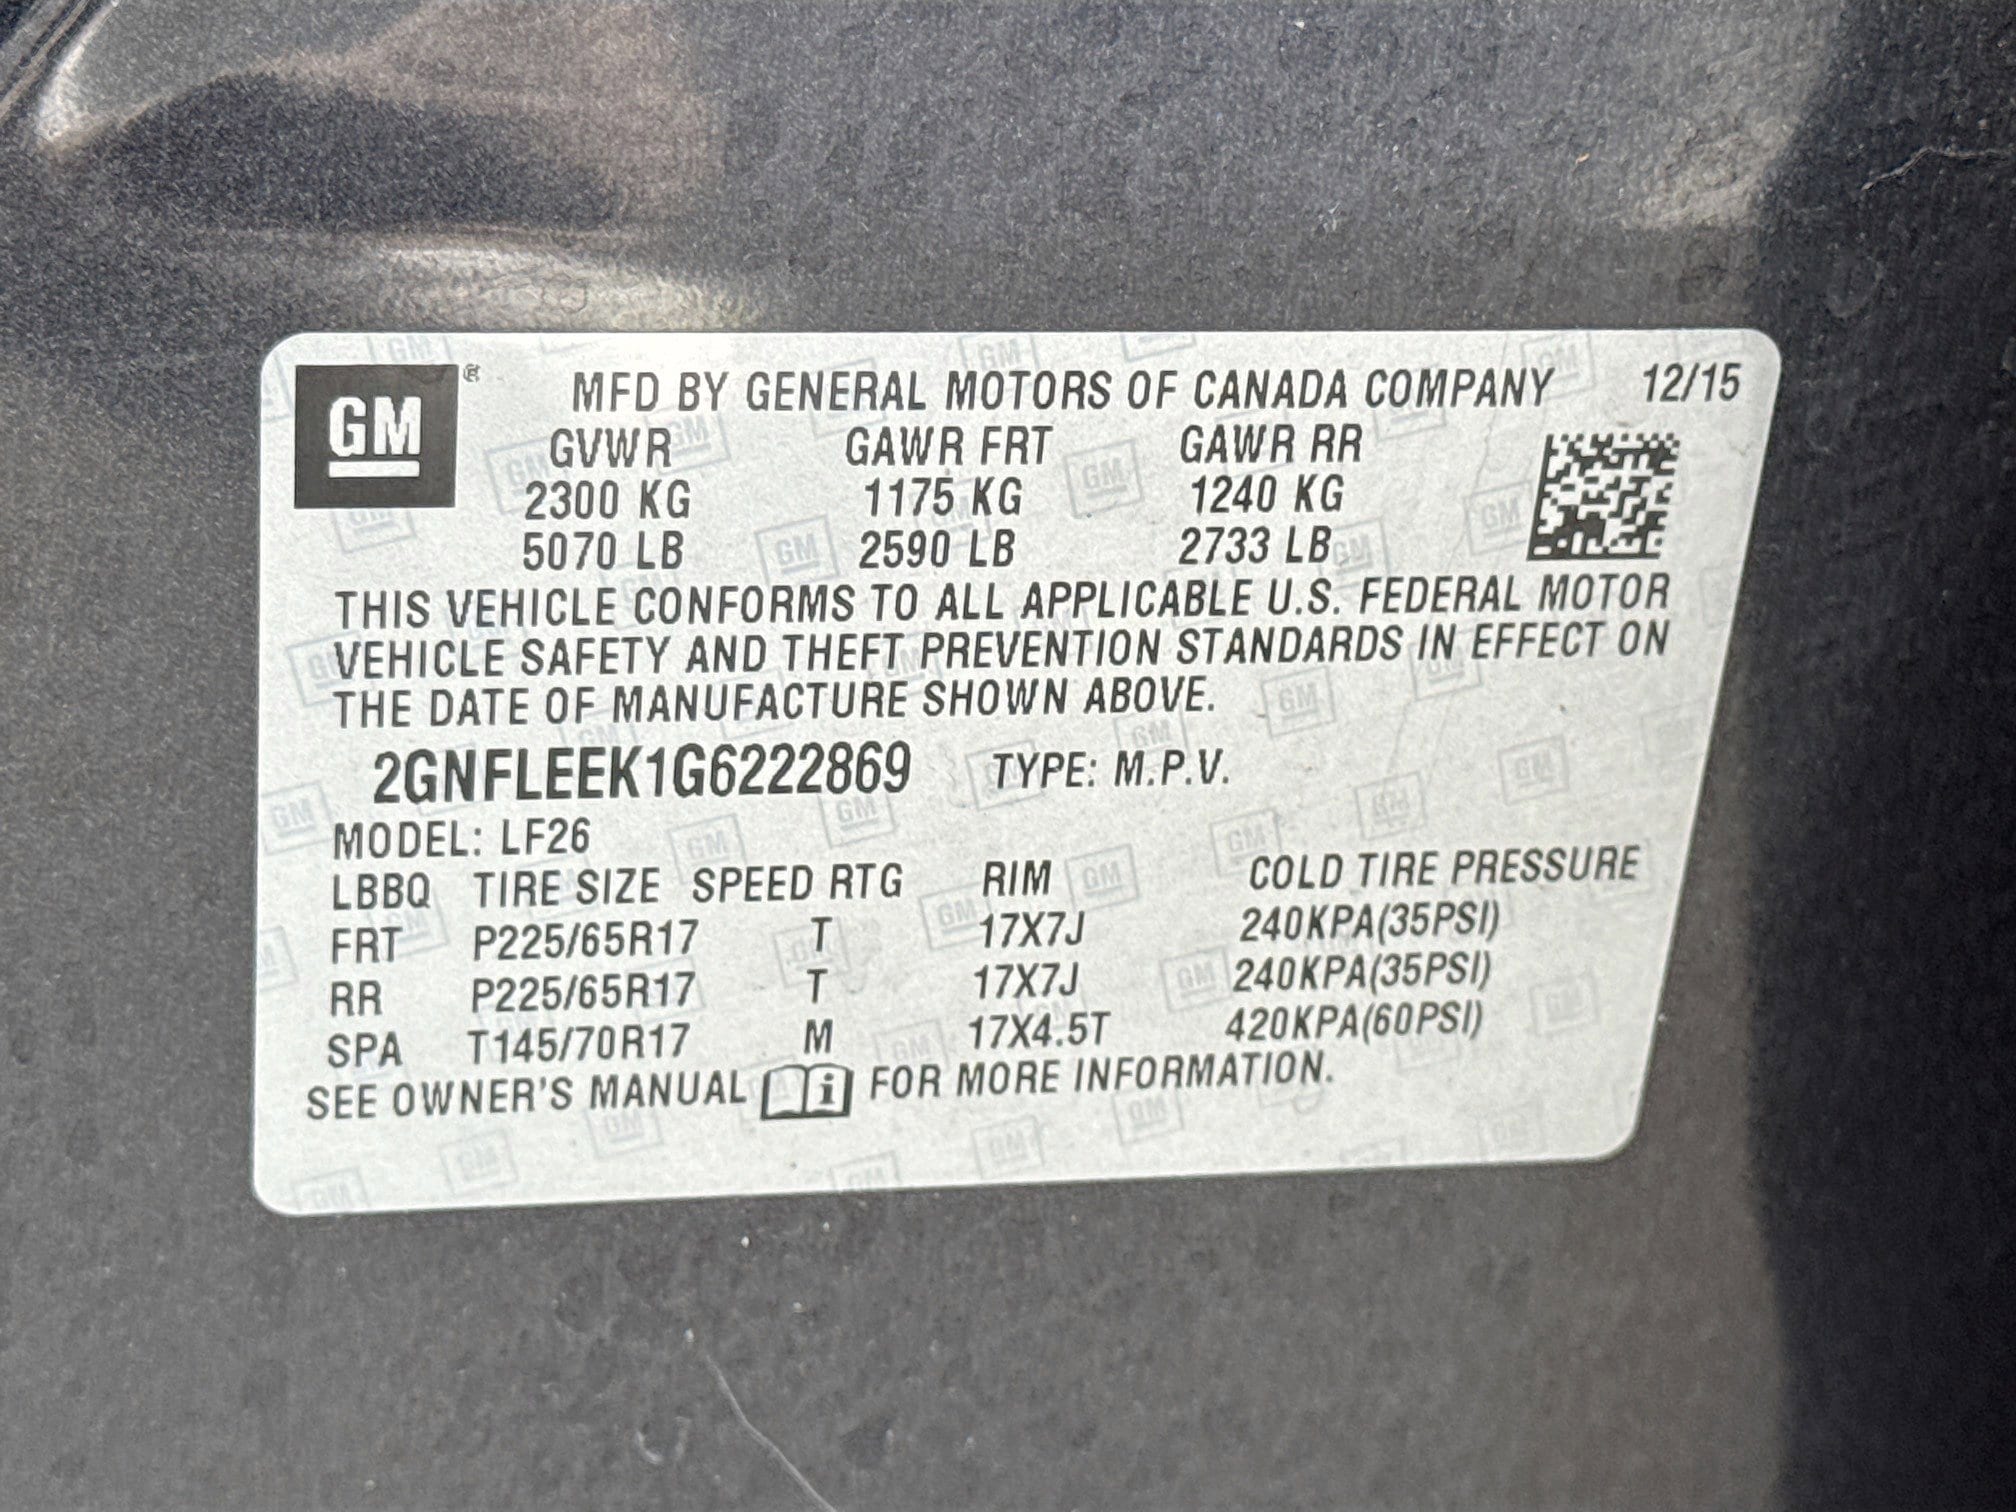 GM ®
MFD BY GENERAL MOTORS OF CANADA COMPANY 12/15
GVWR GAWR FRT GAWR RR
2300 KG 1175 KG 1240 KG
5070 LB 2590 LB 2733 LB
THIS VEHICLE CONFORMS TO ALL APPLICABLE U.S. FEDERAL MOTOR
VEHICLE SAFETY AND THEFT PREVENTION STANDARDS IN EFFECT ON
THE DATE OF MANUFACTURE SHOWN ABOVE.
2GNFLEEK1G6222869 TYPE: M.P.V.
MODEL: LF26
LBBQ TIRE SIZE SPEED RTG RIM COLD TIRE PRESSURE
FRT P225/65R17 T 17X7J 240KPA(35PSI)
RR P225/65R17 T 17X7J 240KPA(35PSI)
SPA T145/70R17 M 17X4.5T 420KPA(60PSI)
SEE OWNER'S MANUAL i FOR MORE INFORMATION.